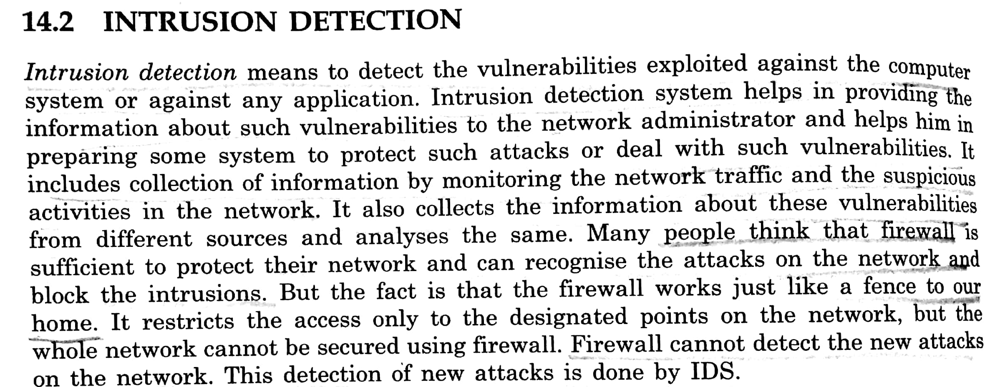 14.2 INTRUSION DETECTION
Intrusion detection means to detect the vulnerabilities exploited against the computer
system or against any application. Intrusion detection system helps in providing the
information about such vulnerabilities to the network administrator and helps him in
preparing some system to protect such attacks or deal with such vulnerabilities. It
includes collection of information by monitoring the network traffic and the suspicious
activities in the network. It also collects the information about these vulnerabilities
from different sources and analyses the same. Many people think that firewall is
sufficient to protect their network and can recognise the attacks on the network and
block the intrusions. But the fact is that the firewall works just like a fence to our
home. It restricts the access only to the designated points on the network, but the
whole network cannot be secured using firewall. Firewall cannot detect the new attacks
on the network. This detection of new attacks is done by IDS.